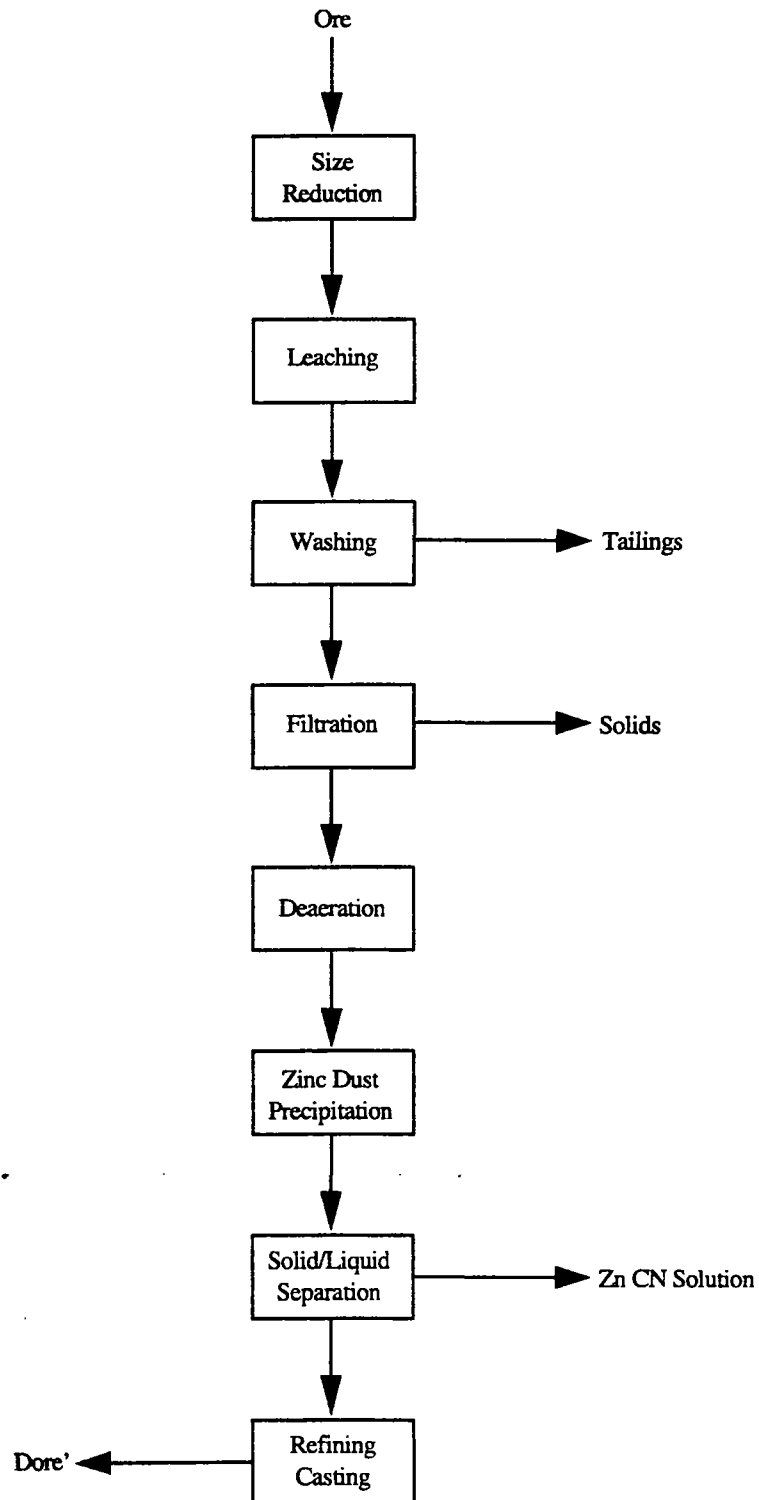 Ore
Size
Reduction
Leaching
Washing
Tailings
Filtration
Solids
Deaeration
Zinc Dust
Precipitation
Solid/Liquid
Separation
Zn CN Solution
Refining
Casting
Dore'